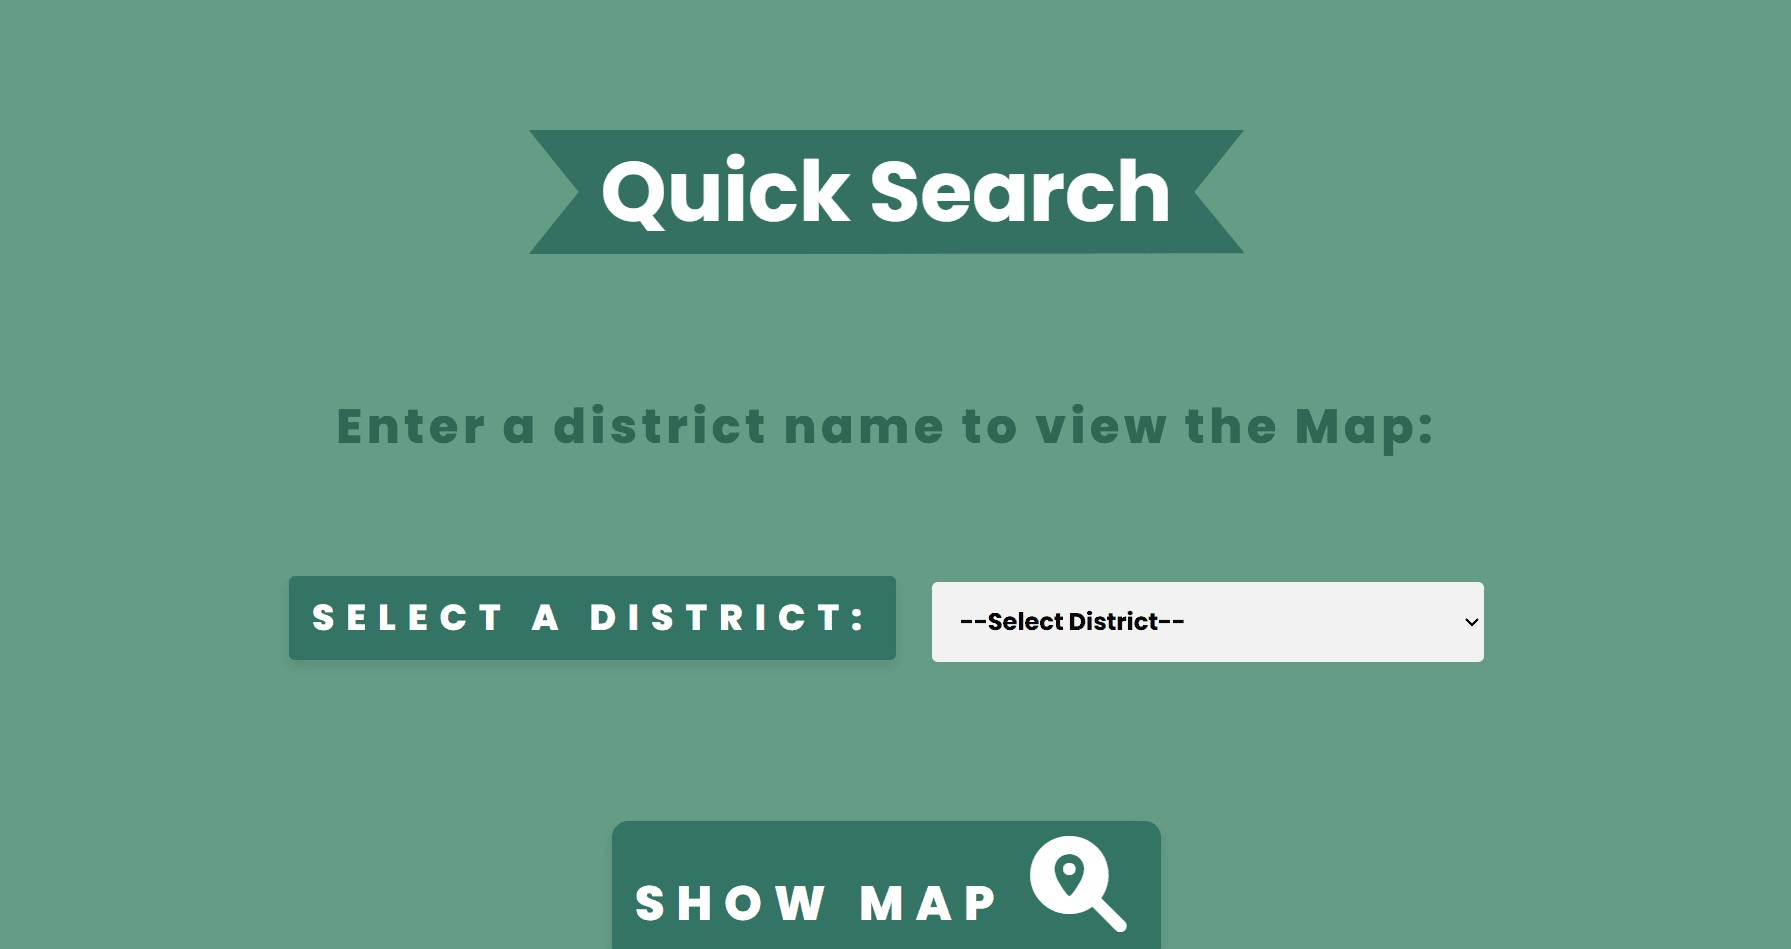 Quick Search
Enter a district name to view the Map:
SELECT A DISTRICT:
--Select District--
SHOW MAP